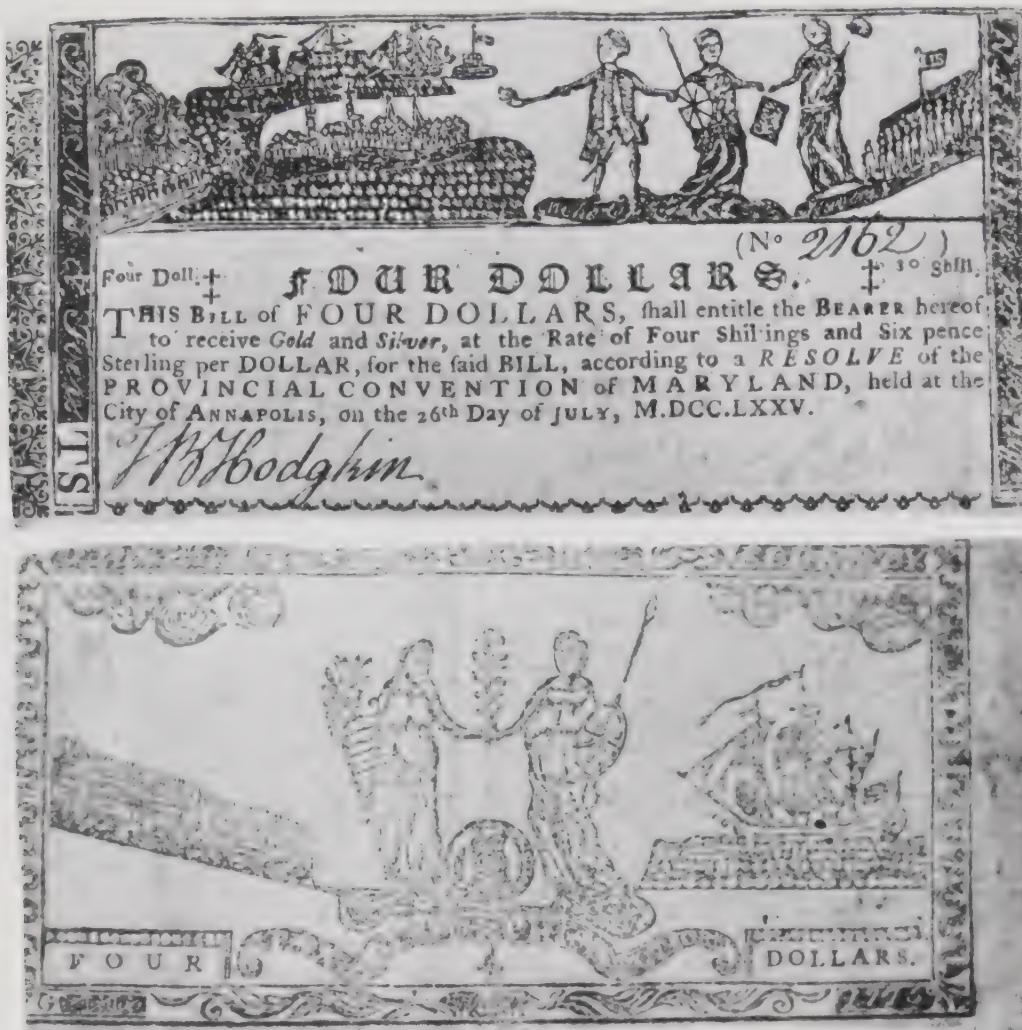 (No 2162)
Four Doll. ‡ FOUR DOLLARS. ‡ 30 Shill.
THIS BILL of FOUR DOLLARS, ſhall entitle the BEARER hereof
to receive Gold and Silver, at the Rate of Four Shillings and Six pence
Sterling per DOLLAR, for the ſaid BILL, according to a RESOLVE of the
PROVINCIAL CONVENTION of MARYLAND, held at the
City of ANNAPOLIS, on the 26th Day of JULY, M.DCC.LXXV.
TS
J B Hodgkin
FOUR
DOLLARS.